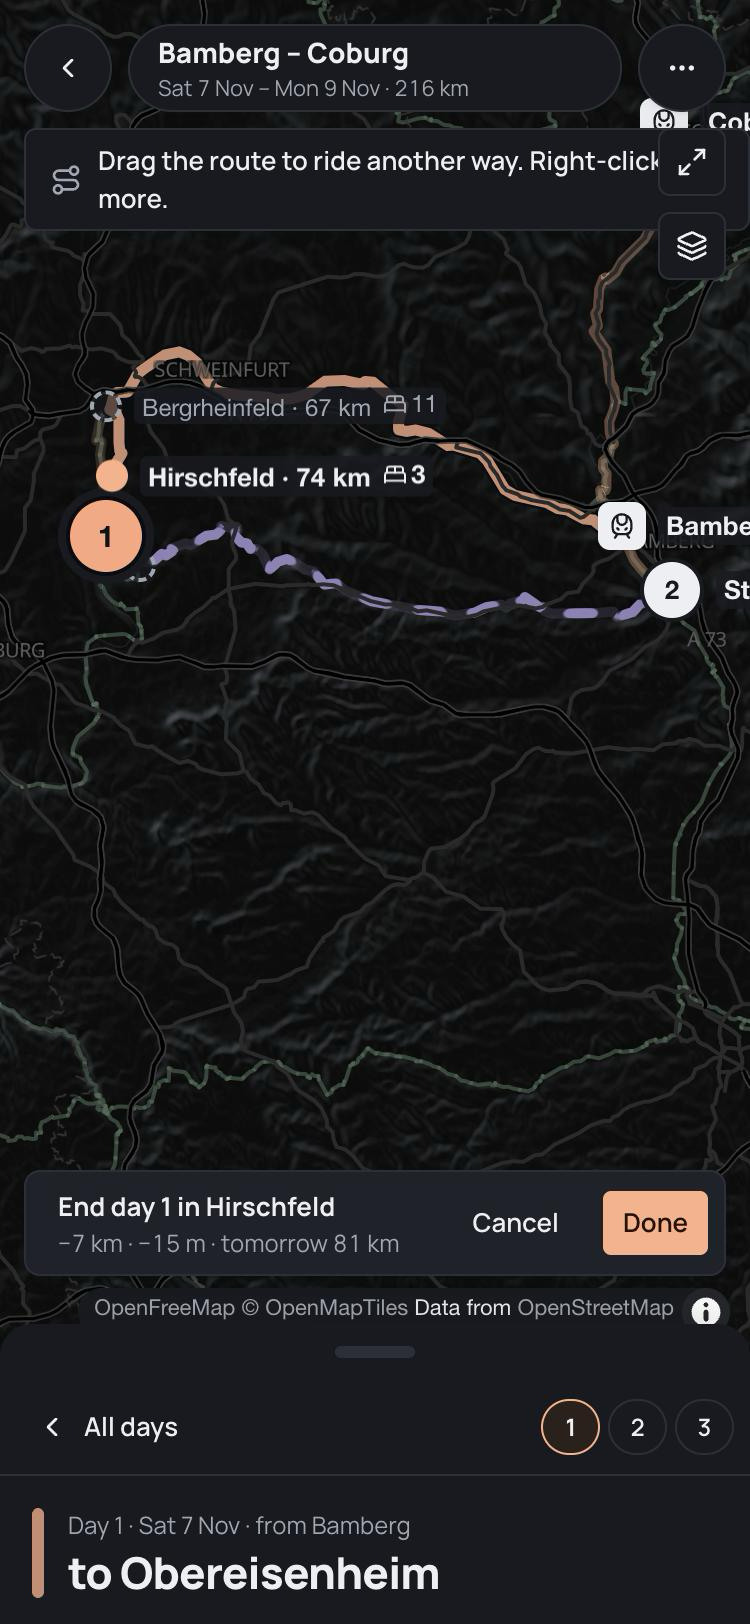 Bamberg – Coburg
Sat 7 Nov – Mon 9 Nov · 216 km
Drag the route to ride another way. Right-click
more.
SCHWEINFURT
Bergrheinfeld · 67 km 11
Hirschfeld · 74 km 3
1
2
A 73
End day 1 in Hirschfeld
−7 km · −15 m · tomorrow 81 km
Cancel
Done
OpenFreeMap © OpenMapTiles Data from OpenStreetMap
All days
1 2 3
Day 1 · Sat 7 Nov · from Bamberg
to Obereisenheim